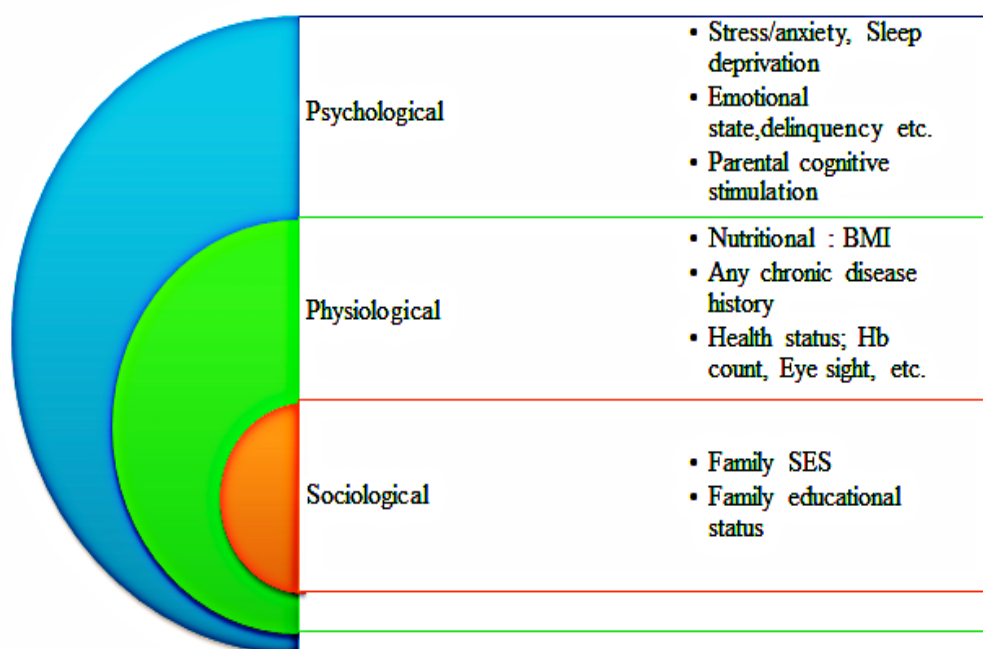 Psychological
• Stress/anxiety, Sleep
deprivation
• Emotional
state,delinquency etc.
• Parental cognitive
stimulation
Physiological
• Nutritional : BMI
• Any chronic disease
history
• Health status; Hb
count, Eye sight, etc.
Sociological
• Family SES
• Family educational
status